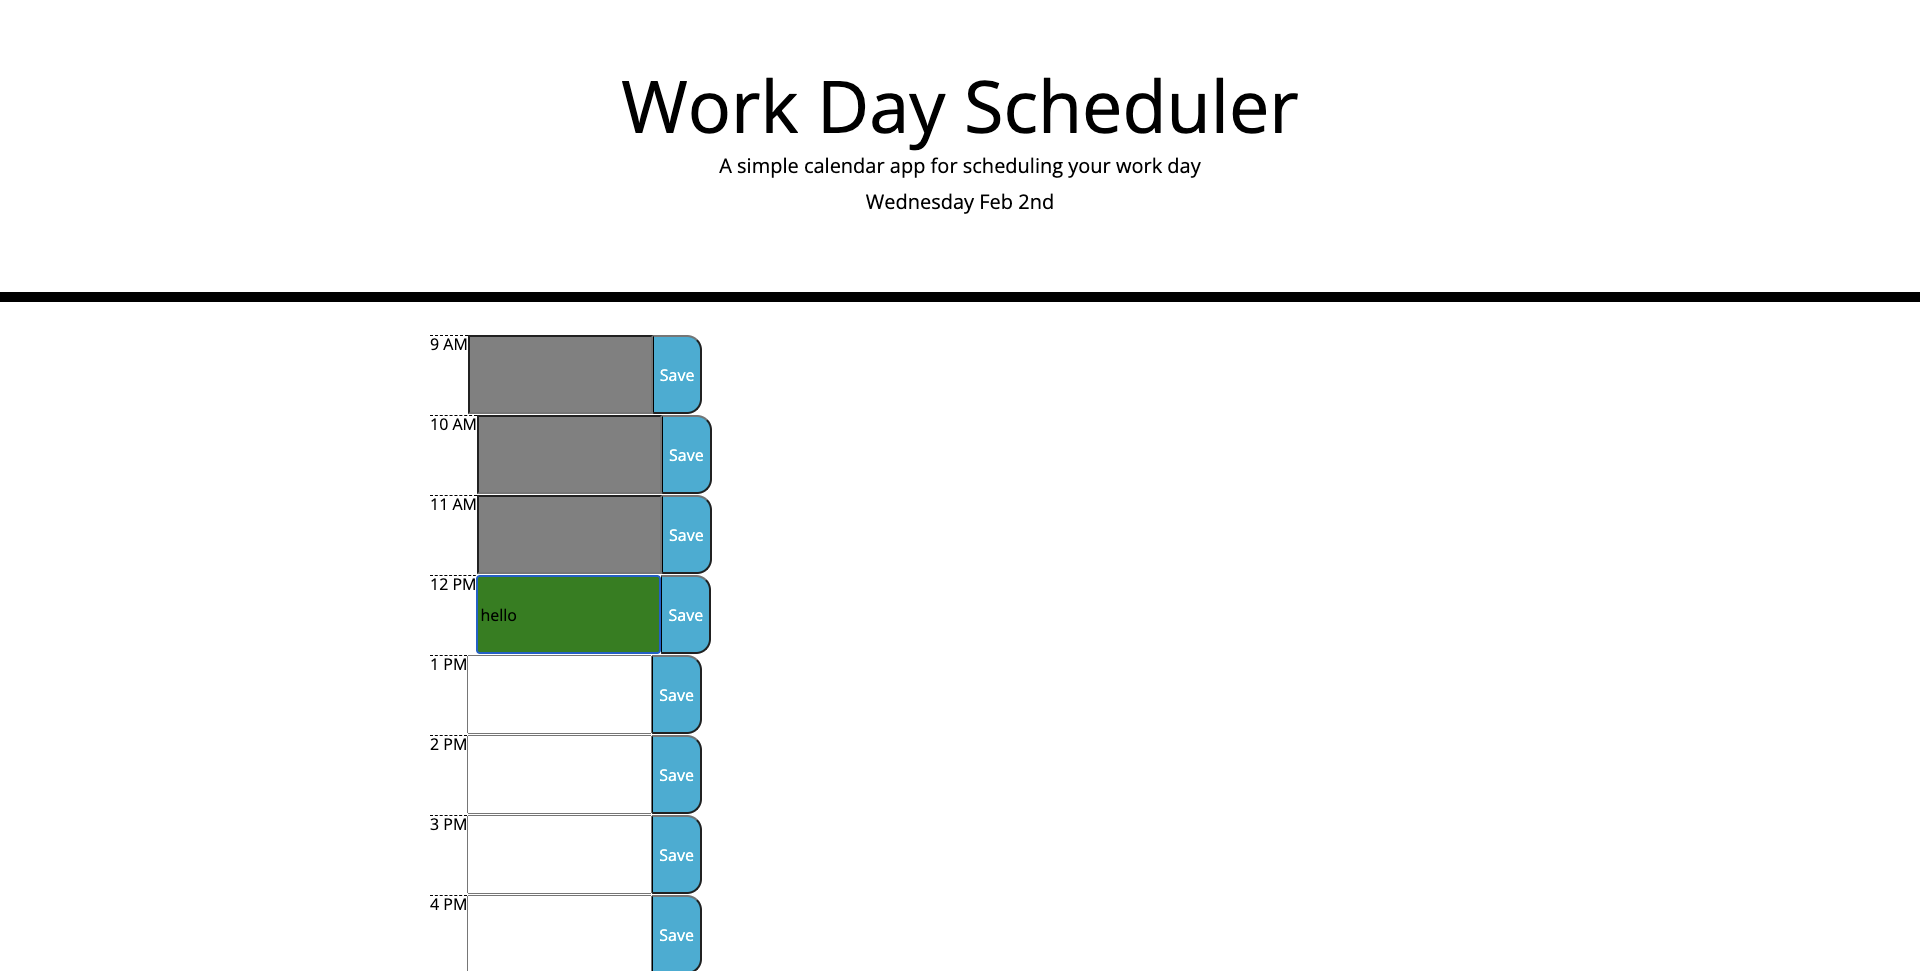 Work Day Scheduler
A simple calendar app for scheduling your work day
Wednesday Feb 2nd
9 AM Save
10 AM Save
11 AM Save
12 PM hello Save
1 PM Save
2 PM Save
3 PM Save
4 PM Save